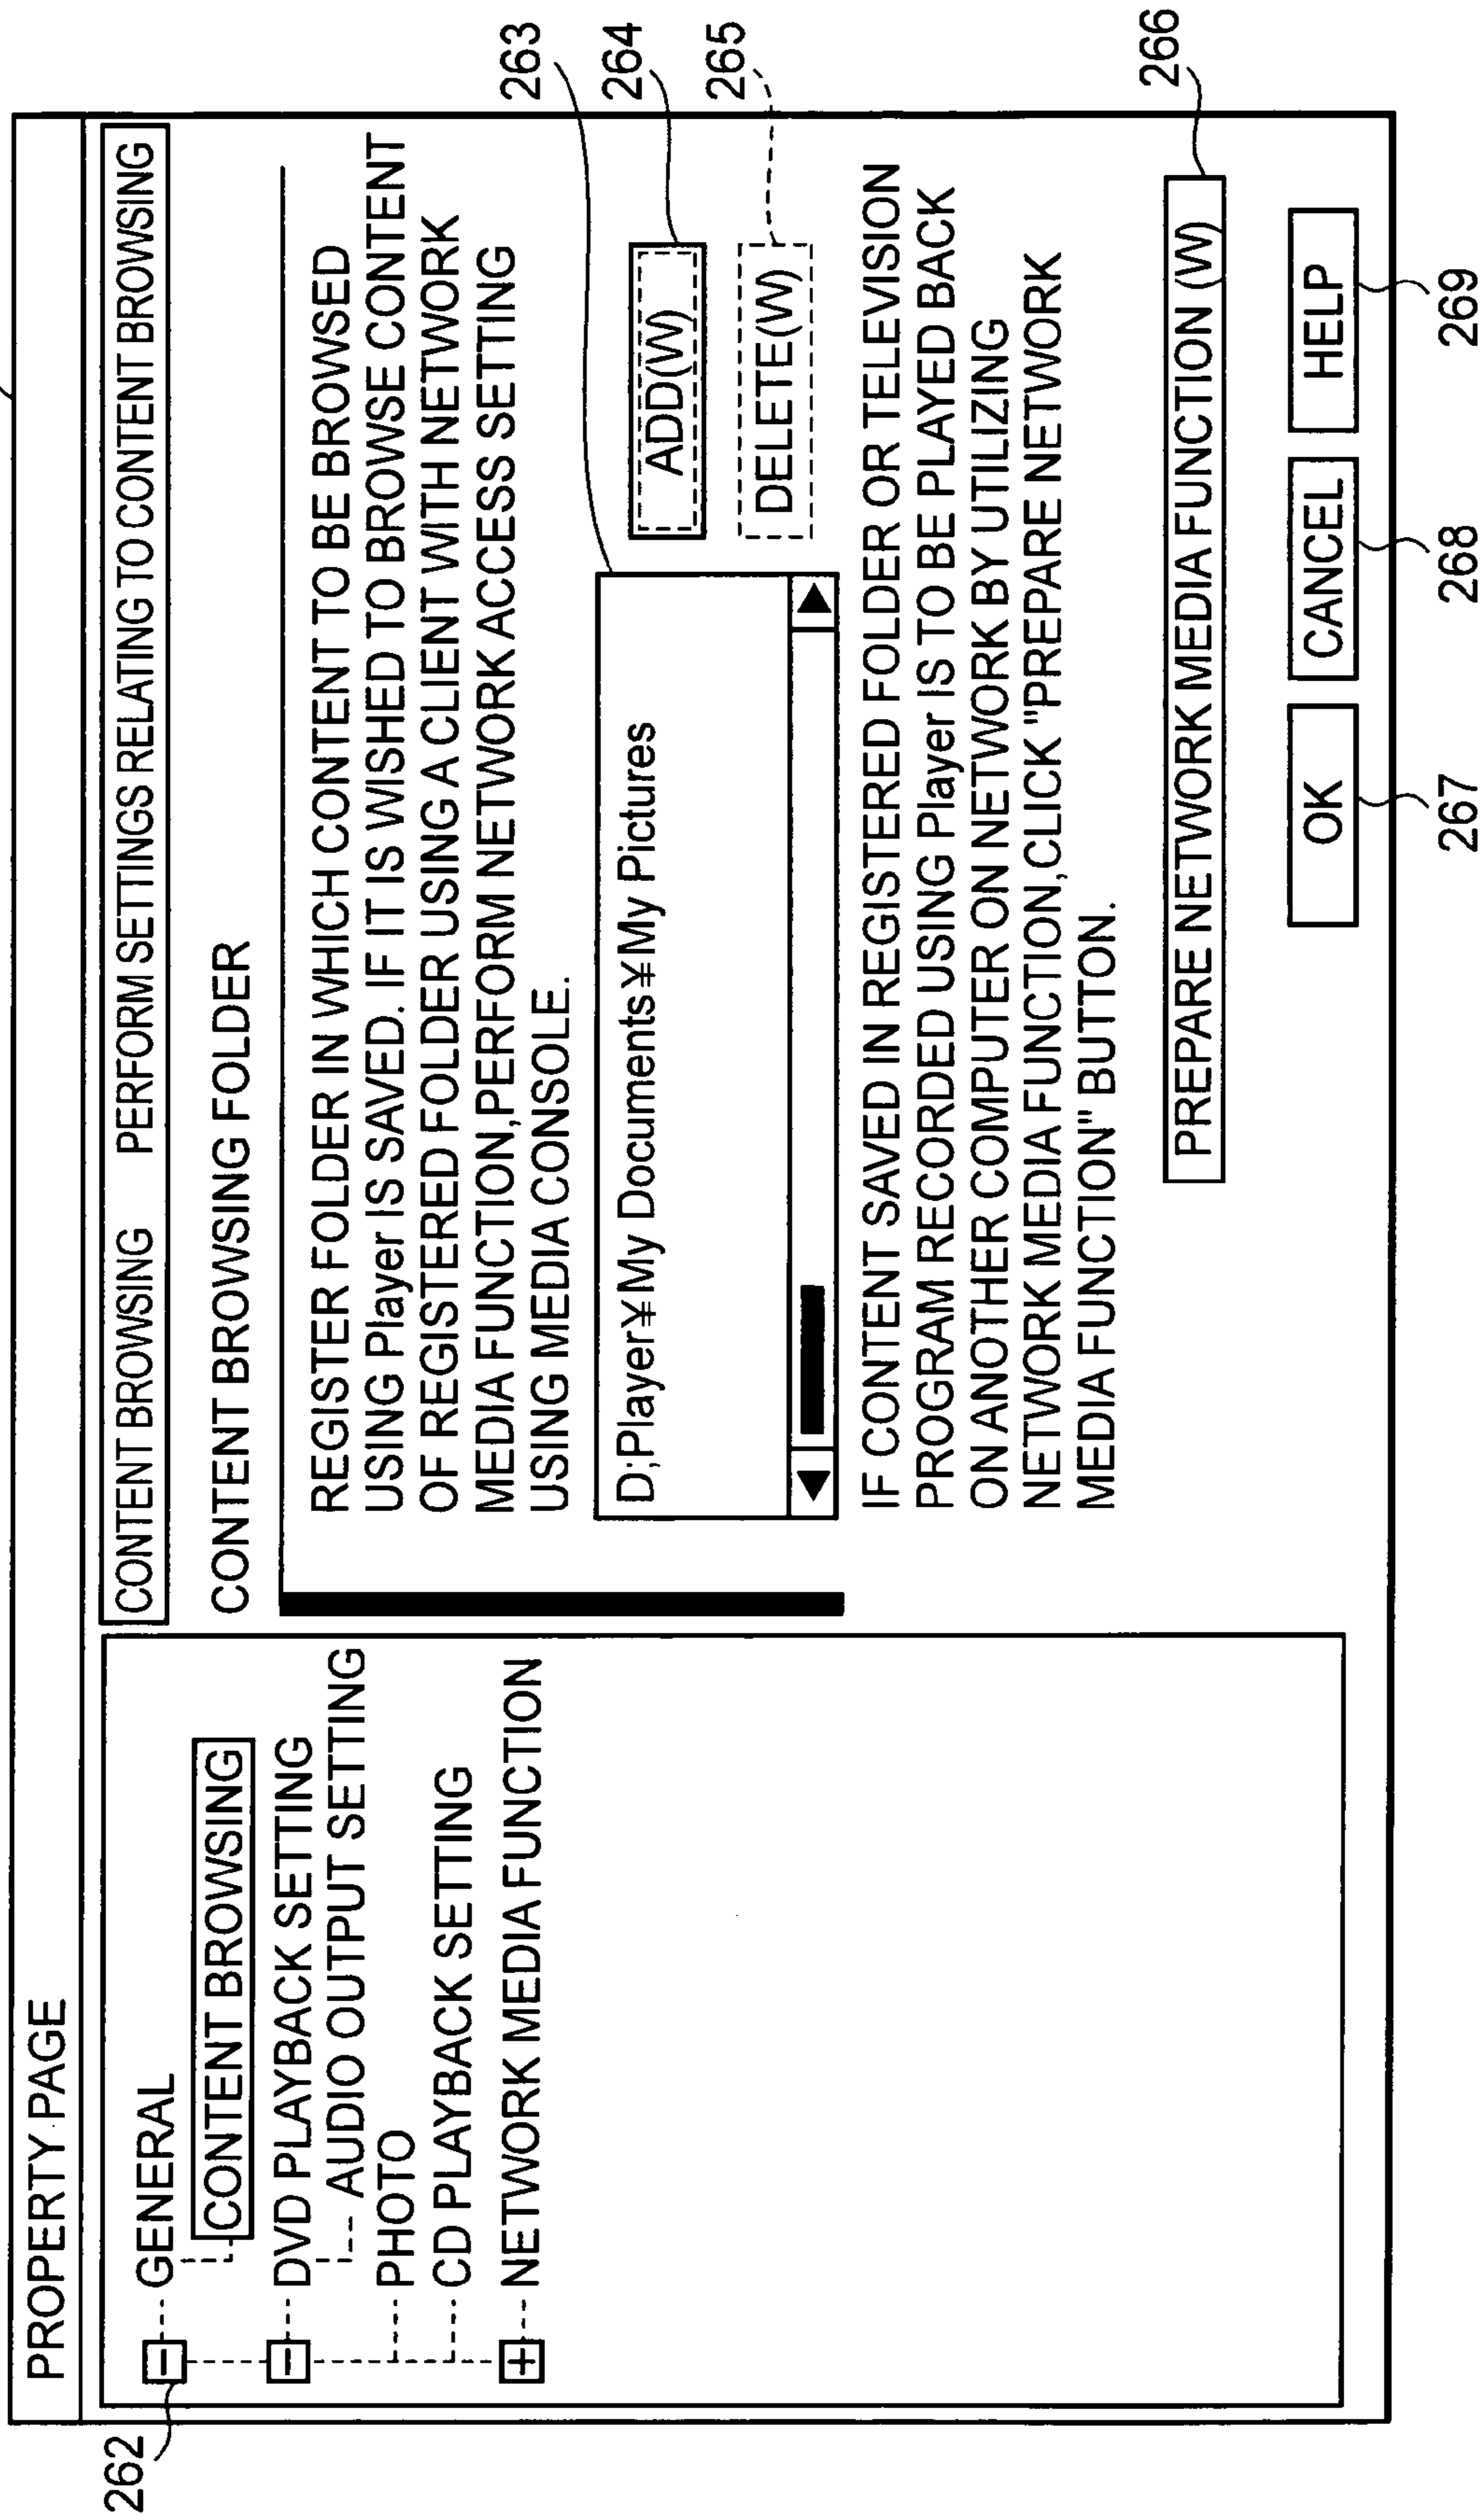 PROPERTY PAGE
262
GENERAL
CONTENT BROWSING
DVD PLAYBACK SETTING
AUDIO OUTPUT SETTING
PHOTO
CD PLAYBACK SETTING
NETWORK MEDIA FUNCTION
CONTENT BROWSING PERFORM SETTINGS RELATING TO CONTENT BROWSING
CONTENT BROWSING FOLDER
REGISTER FOLDER IN WHICH CONTENT TO BE BROWSED
USING Player IS SAVED. IF IT IS WISHED TO BROWSE CONTENT
OF REGISTERED FOLDER USING A CLIENT WITH NETWORK
MEDIA FUNCTION, PERFORM NETWORK ACCESS SETTING
USING MEDIA CONSOLE.
263
D;Player¥My Documents¥My Pictures
ADD(W)
264
DELETE(W)
265
IF CONTENT SAVED IN REGISTERED FOLDER OR TELEVISION
PROGRAM RECORDED USING Player IS TO BE PLAYED BACK
ON ANOTHER COMPUTER ON NETWORK BY UTILIZING
NETWORK MEDIA FUNCTION, CLICK "PREPARE NETWORK
MEDIA FUNCTION" BUTTON.
PREPARE NETWORK MEDIA FUNCTION (W)
266
OK
CANCEL
HELP
267
268
269